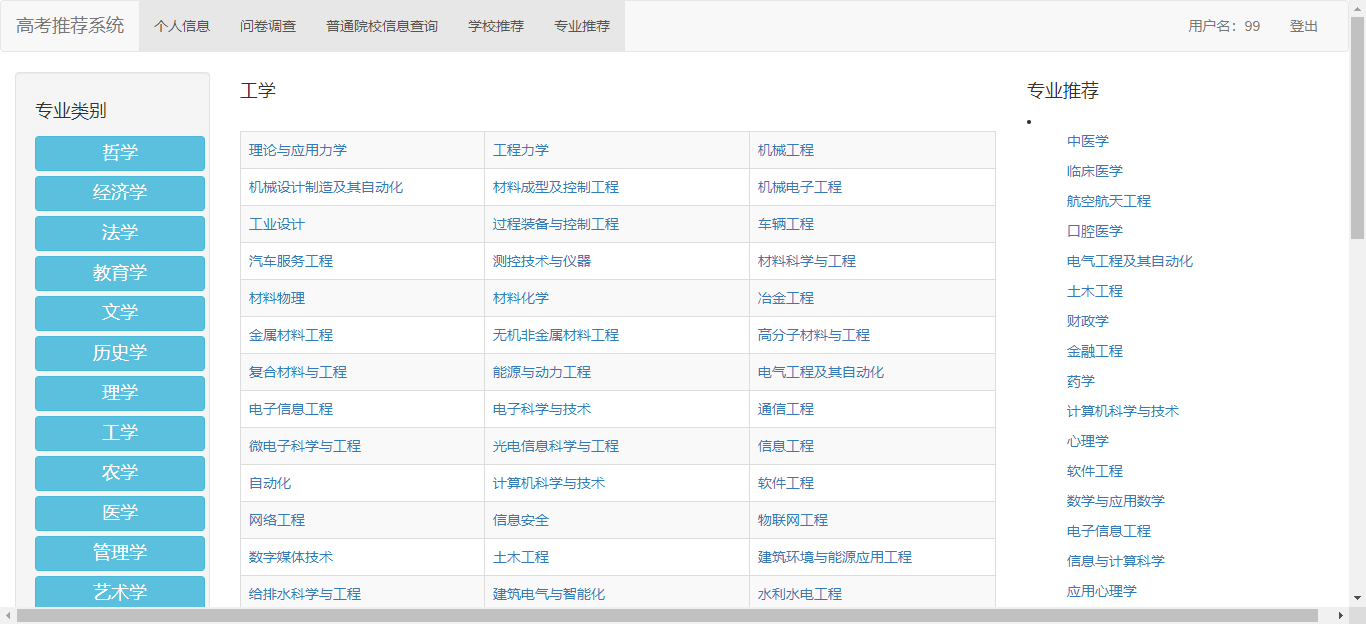 高考推荐系统 个人信息 问卷调查 普通院校信息查询 学校推荐 专业推荐 用户名：99 登出
专业类别
哲学
经济学
法学
教育学
文学
历史学
理学
工学
农学
医学
管理学
艺术学
工学
理论与应用力学 工程力学 机械工程
机械设计制造及其自动化 材料成型及控制工程 机械电子工程
工业设计 过程装备与控制工程 车辆工程
汽车服务工程 测控技术与仪器 材料科学与工程
材料物理 材料化学 冶金工程
金属材料工程 无机非金属材料工程 高分子材料与工程
复合材料与工程 能源与动力工程 电气工程及其自动化
电子信息工程 电子科学与技术 通信工程
微电子科学与工程 光电信息科学与工程 信息工程
自动化 计算机科学与技术 软件工程
网络工程 信息安全 物联网工程
数字媒体技术 土木工程 建筑环境与能源应用工程
给排水科学与工程 建筑电气与智能化 水利水电工程
专业推荐
中医学
临床医学
航空航天工程
口腔医学
电气工程及其自动化
土木工程
财政学
金融工程
药学
计算机科学与技术
心理学
软件工程
数学与应用数学
电子信息工程
信息与计算科学
应用心理学